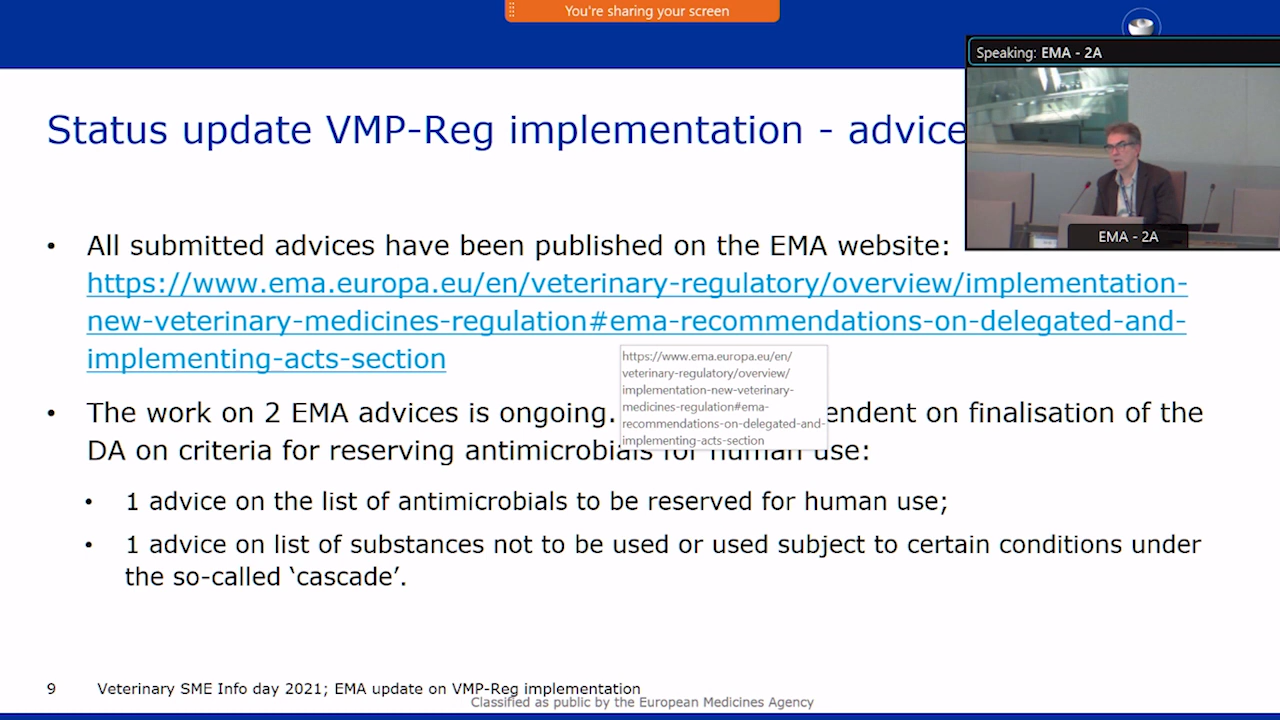 You're sharing your screen
Speaking: EMA - 2A
Status update VMP-Reg implementation - advice
EMA - 2A
• All submitted advices have been published on the EMA website:
https://www.ema.europa.eu/en/veterinary-regulatory/overview/implementation-
new-veterinary-medicines-regulation#ema-recommendations-on-delegated-and-
implementing-acts-section
https://www.ema.europa.eu/en/
veterinary-regulatory/overview/
implementation-new-veterinary-
medicines-regulation#ema-
recommendations-on-delegated-and-
implementing-acts-section
• The work on 2 EMA advices is ongoing. endent on finalisation of the
DA on criteria for reserving antimicrobials for human use:
• 1 advice on the list of antimicrobials to be reserved for human use;
• 1 advice on list of substances not to be used or used subject to certain conditions under
the so-called ‘cascade’.
9 Veterinary SME Info day 2021; EMA update on VMP-Reg implementation
Classified as public by the European Medicines Agency